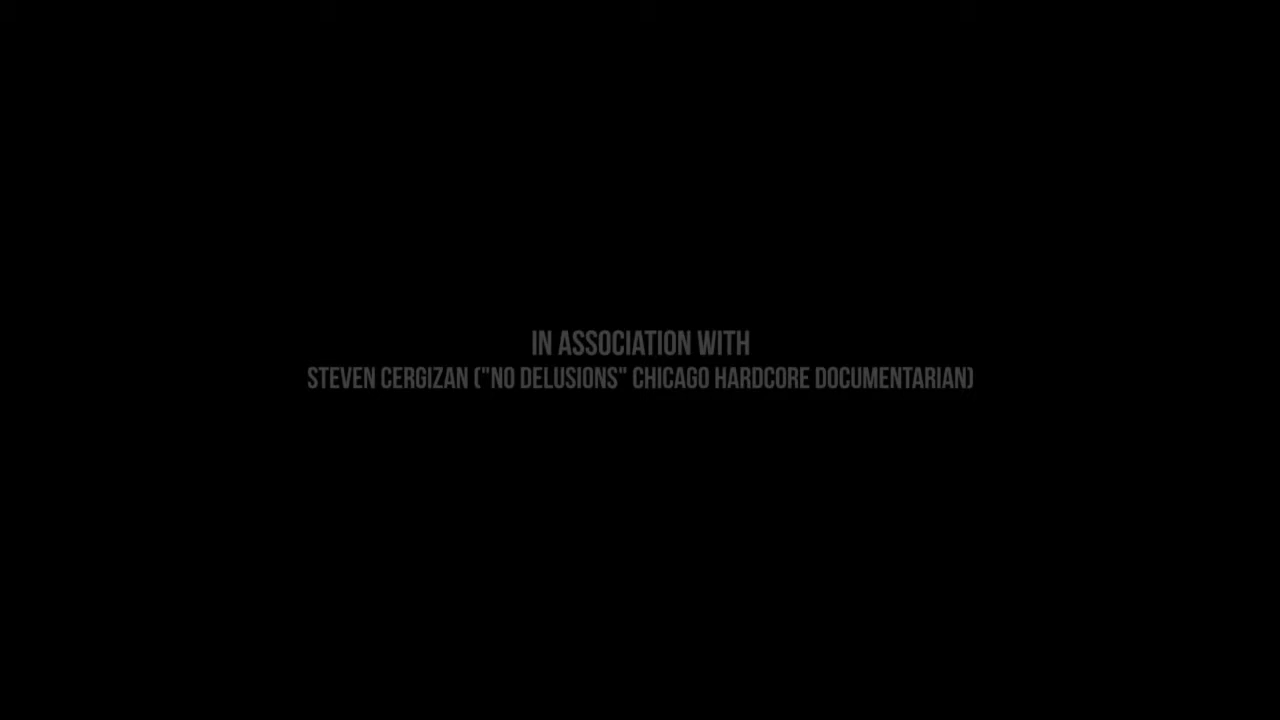 IN ASSOCIATION WITH
STEVEN CERGIZAN ("NO DELUSIONS" CHICAGO HARDCORE DOCUMENTARIAN)